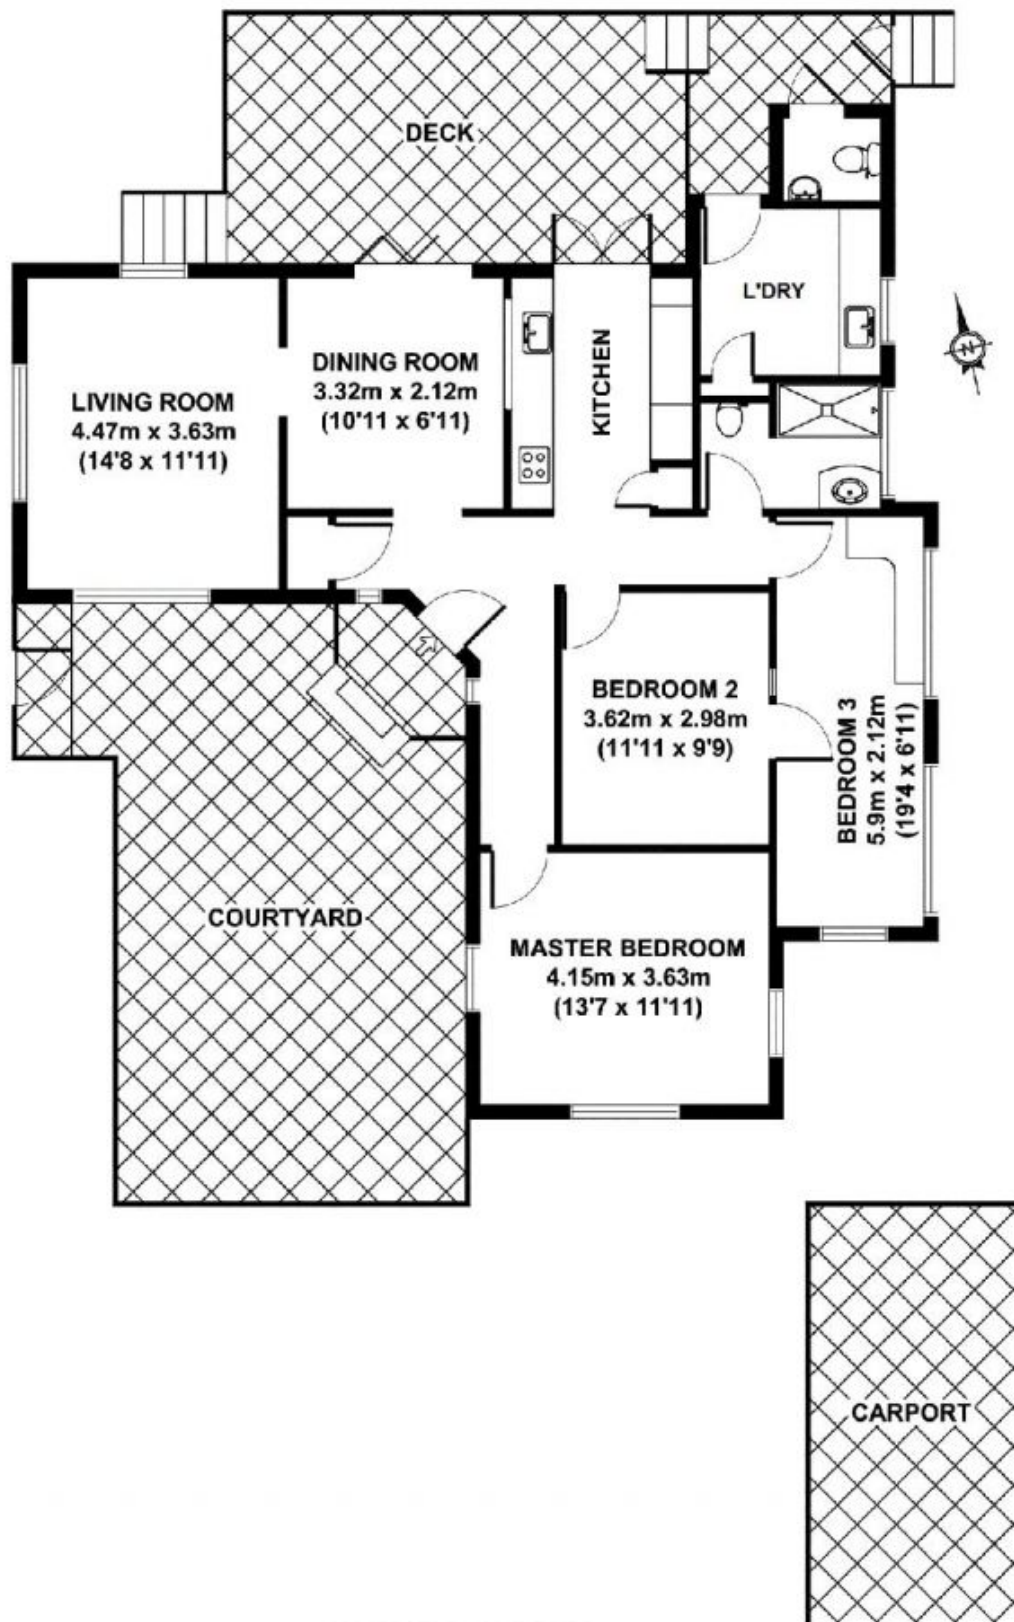 DECK
L'DRY
N
LIVING ROOM
4.47m x 3.63m
(14'8 x 11'11)
DINING ROOM
3.32m x 2.12m
(10'11 x 6'11)
KITCHEN
BEDROOM 2
3.62m x 2.98m
(11'11 x 9'9)
BEDROOM 3
5.9m x 2.12m
(19'4 x 6'11)
COURTYARD
MASTER BEDROOM
4.15m x 3.63m
(13'7 x 11'11)
CARPORT